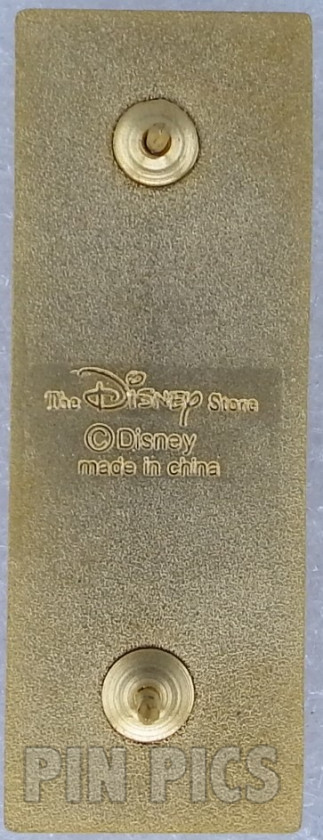 The Disney Store
©Disney
made in china
PIN PICS